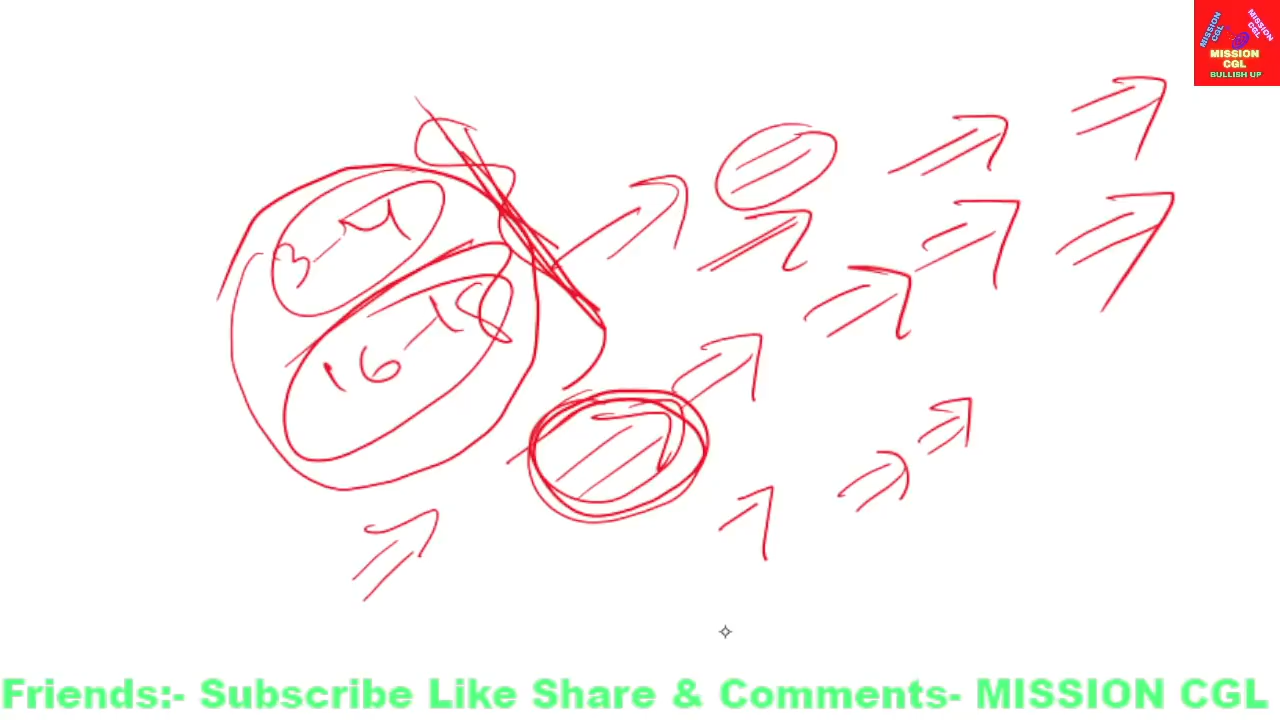 MISSION
CGL
MISSION
CGL
MISSION
CGL
BULLISH UP
3-4
16-18
Friends:- Subscribe Like Share & Comments- MISSION CGL